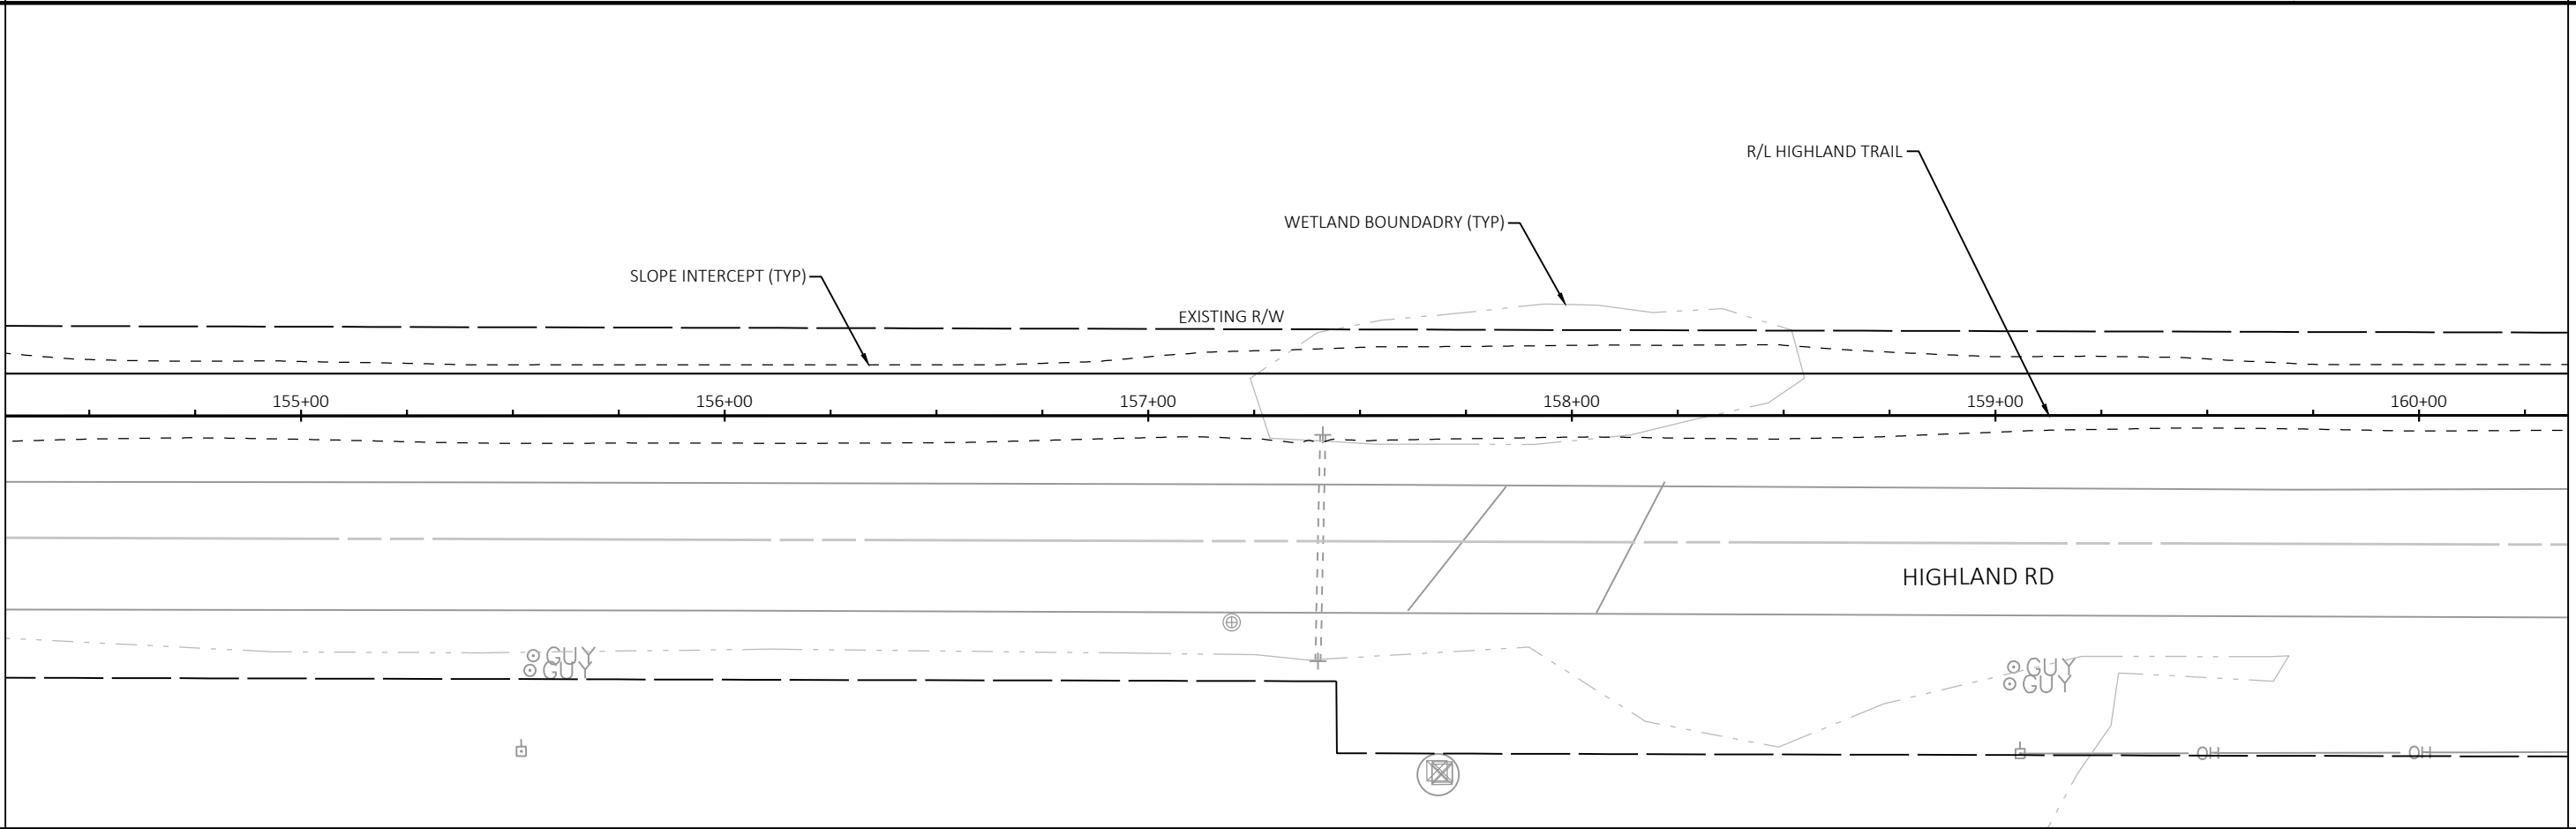 R/L HIGHLAND TRAIL
WETLAND BOUNDADRY (TYP)
SLOPE INTERCEPT (TYP)
EXISTING R/W
155+00
156+00
157+00
158+00
159+00
160+00
HIGHLAND RD
GUY
GUY
GUY
GUY
OH
OH